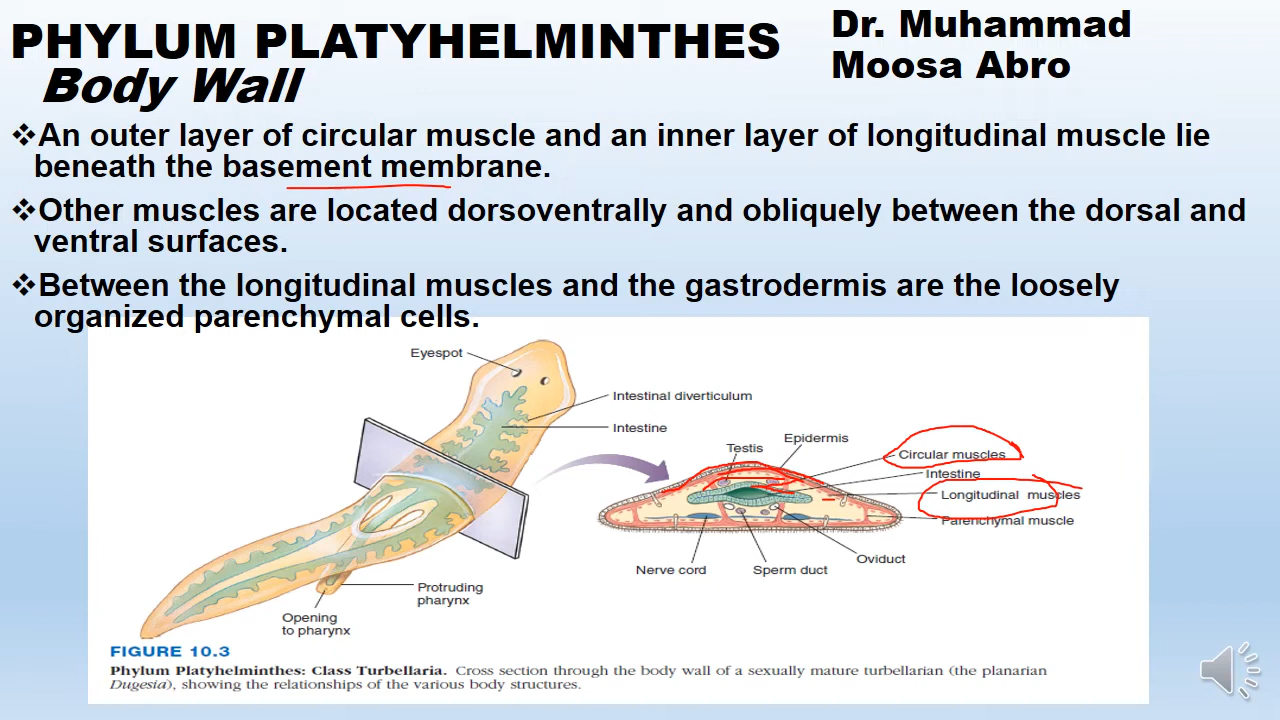 PHYLUM PLATYHELMINTHES
Body Wall
Dr. Muhammad
Moosa Abro
❖An outer layer of circular muscle and an inner layer of longitudinal muscle lie
beneath the basement membrane.
❖Other muscles are located dorsoventrally and obliquely between the dorsal and
ventral surfaces.
❖Between the longitudinal muscles and the gastrodermis are the loosely
organized parenchymal cells.
Eyespot
Intestinal diverticulum
Intestine
Protruding
pharynx
Opening
to pharynx
Testis
Epidermis
Circular muscles
Intestine
Longitudinal muscles
Parenchymal muscle
Oviduct
Sperm duct
Nerve cord
FIGURE 10.3
Phylum Platyhelminthes: Class Turbellaria. Cross section through the body wall of a sexually mature turbellarian (the planarian
Dugesia), showing the relationships of the various body structures.